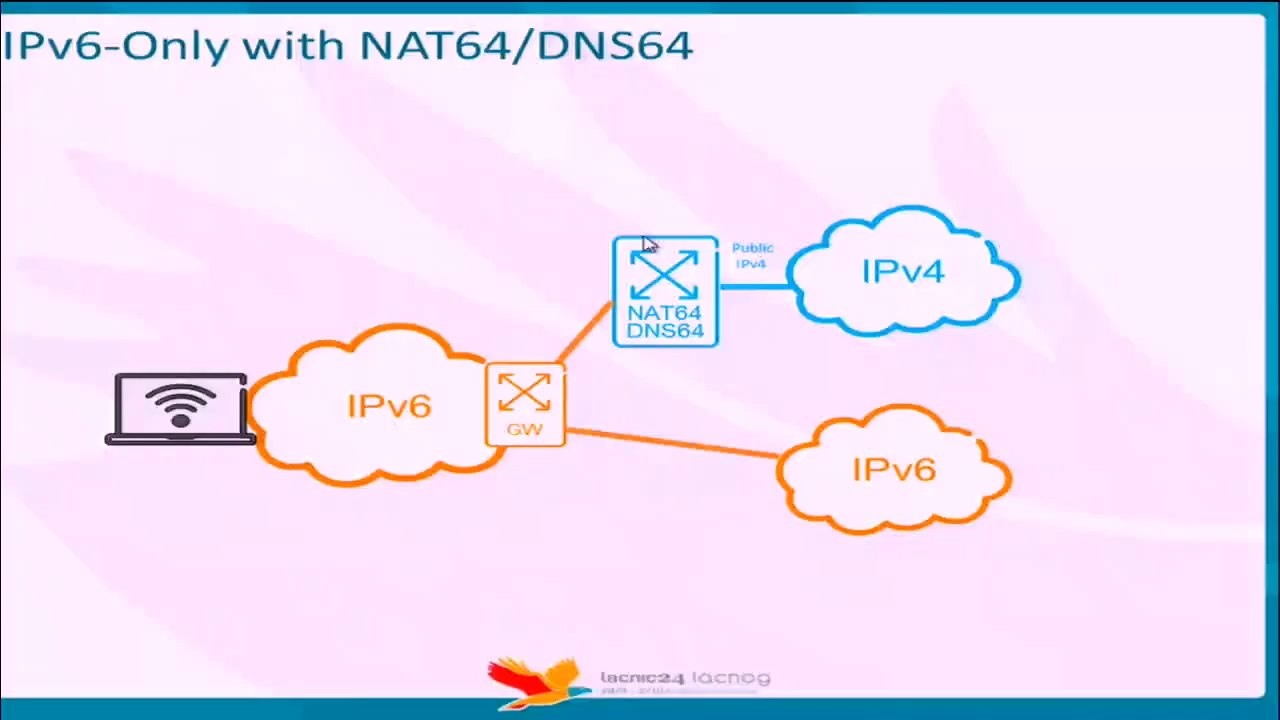 IPv6-Only with NAT64/DNS64
Public
IPv4
IPv4
NAT64
DNS64
IPv6
GW
IPv6
lacnic24 lacnog